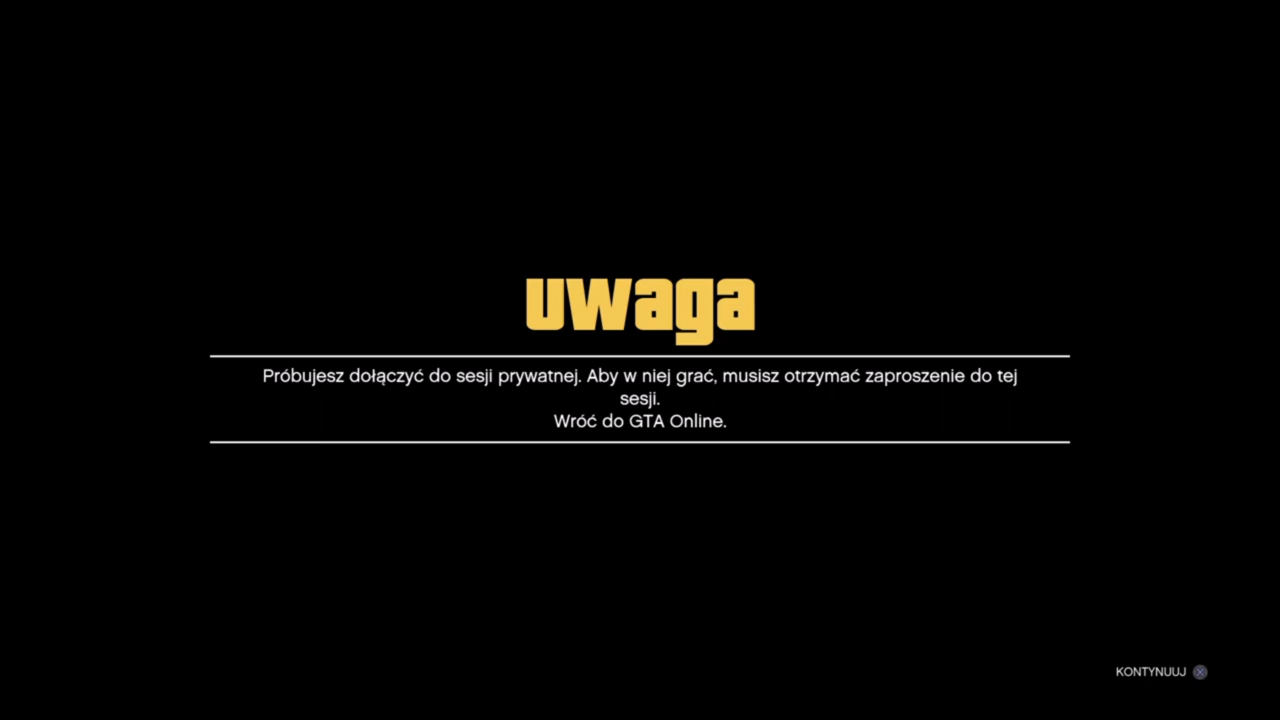 uwaga
Próbujesz dołączyć do sesji prywatnej. Aby w niej grać, musisz otrzymać zaproszenie do tej
sesji.
Wróć do GTA Online.
KONTYNUUJ